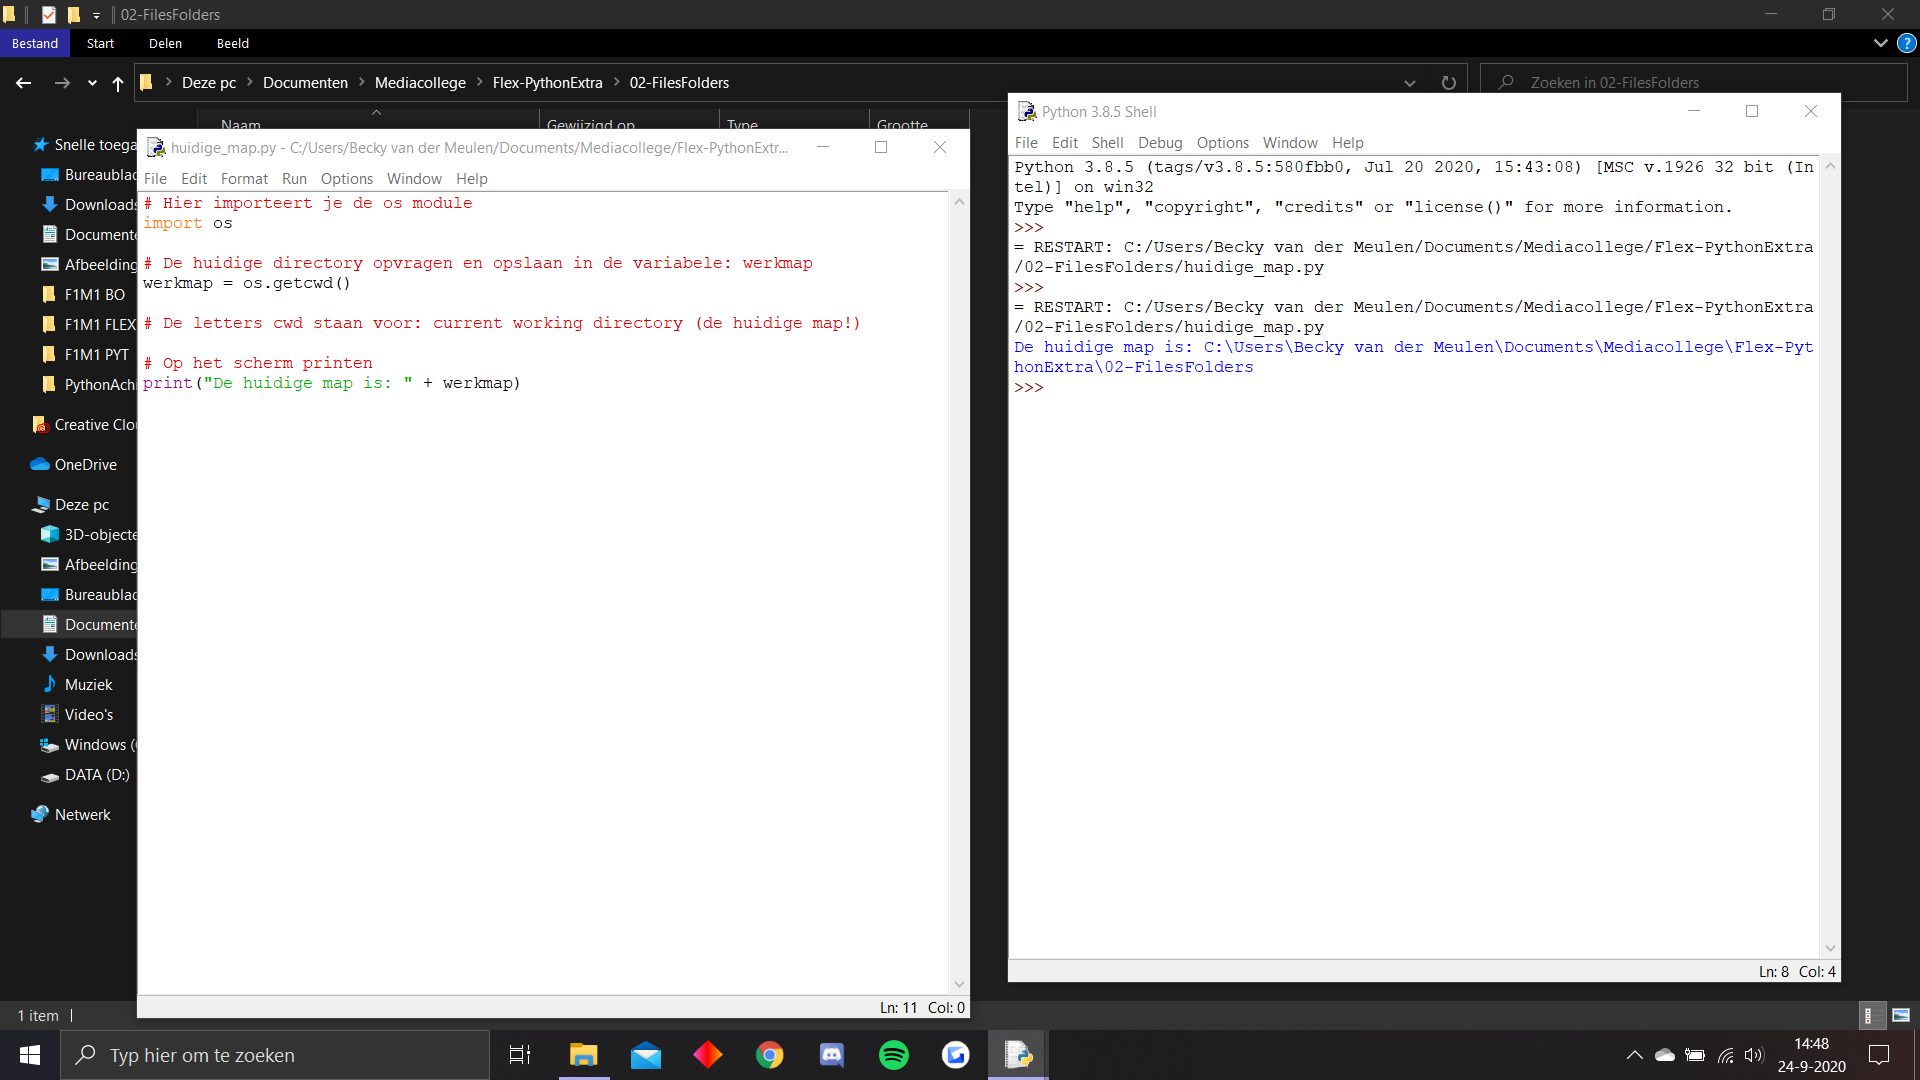 02-FilesFolders
Bestand Start Delen Beeld
Deze pc Documenten Mediacollege Flex-PythonExtra 02-FilesFolders
Zoeken in 02-FilesFolders
Naam Gewijzigd op Type Grootte
Snelle toega
Bureaublad
Downloads
Documente
Afbeelding
F1M1 BO
F1M1 FLEX
F1M1 PYT
PythonAchi
Creative Clo
OneDrive
Deze pc
3D-objecte
Afbeelding
Bureaublad
Documente
Downloads
Muziek
Video's
Windows (
DATA (D:)
Netwerk
1 item
huidige_map.py - C:/Users/Becky van der Meulen/Documents/Mediacollege/Flex-PythonExtr...
File Edit Format Run Options Window Help
# Hier importeert je de os module
import os
# De huidige directory opvragen en opslaan in de variabele: werkmap
werkmap = os.getcwd()
# De letters cwd staan voor: current working directory (de huidige map!)
# Op het scherm printen
print("De huidige map is: " + werkmap)
Ln: 11 Col: 0
Python 3.8.5 Shell
File Edit Shell Debug Options Window Help
Python 3.8.5 (tags/v3.8.5:580fbb0, Jul 20 2020, 15:43:08) [MSC v.1926 32 bit (In
tel)] on win32
Type "help", "copyright", "credits" or "license()" for more information.
>>>
= RESTART: C:/Users/Becky van der Meulen/Documents/Mediacollege/Flex-PythonExtra
/02-FilesFolders/huidige_map.py
>>>
= RESTART: C:/Users/Becky van der Meulen/Documents/Mediacollege/Flex-PythonExtra
/02-FilesFolders/huidige_map.py
De huidige map is: C:\Users\Becky van der Meulen\Documents\Mediacollege\Flex-Pyt
honExtra\02-FilesFolders
>>>
Ln: 8 Col: 4
Typ hier om te zoeken
14:48
24-9-2020